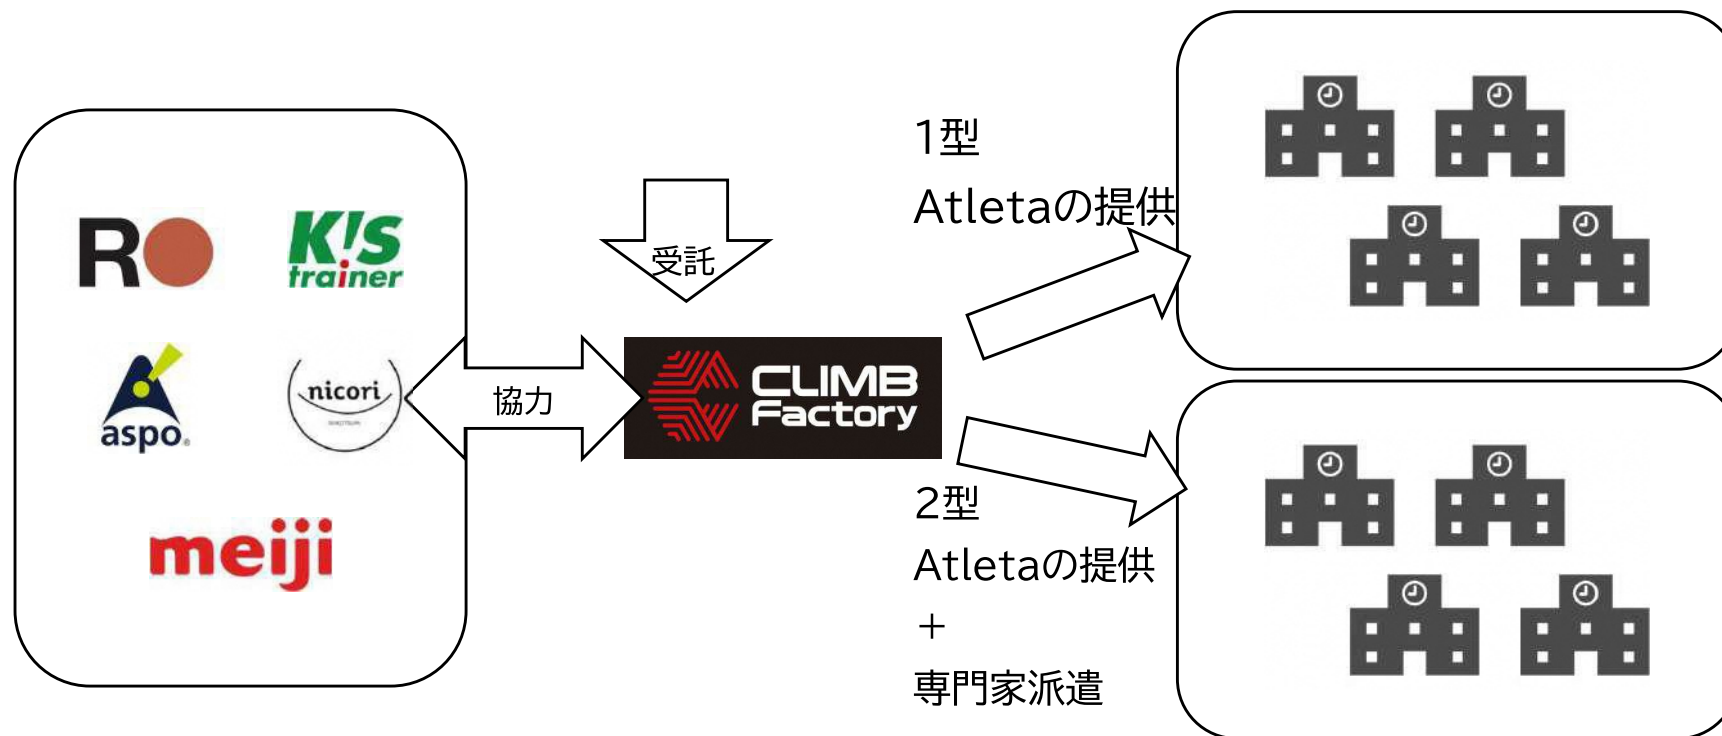 RO
K!S
trainer
aspo
nicori
meiji
協力
受託
CLIMB
Factory
1型
Atletaの提供
2型
Atletaの提供
+
専門家派遣